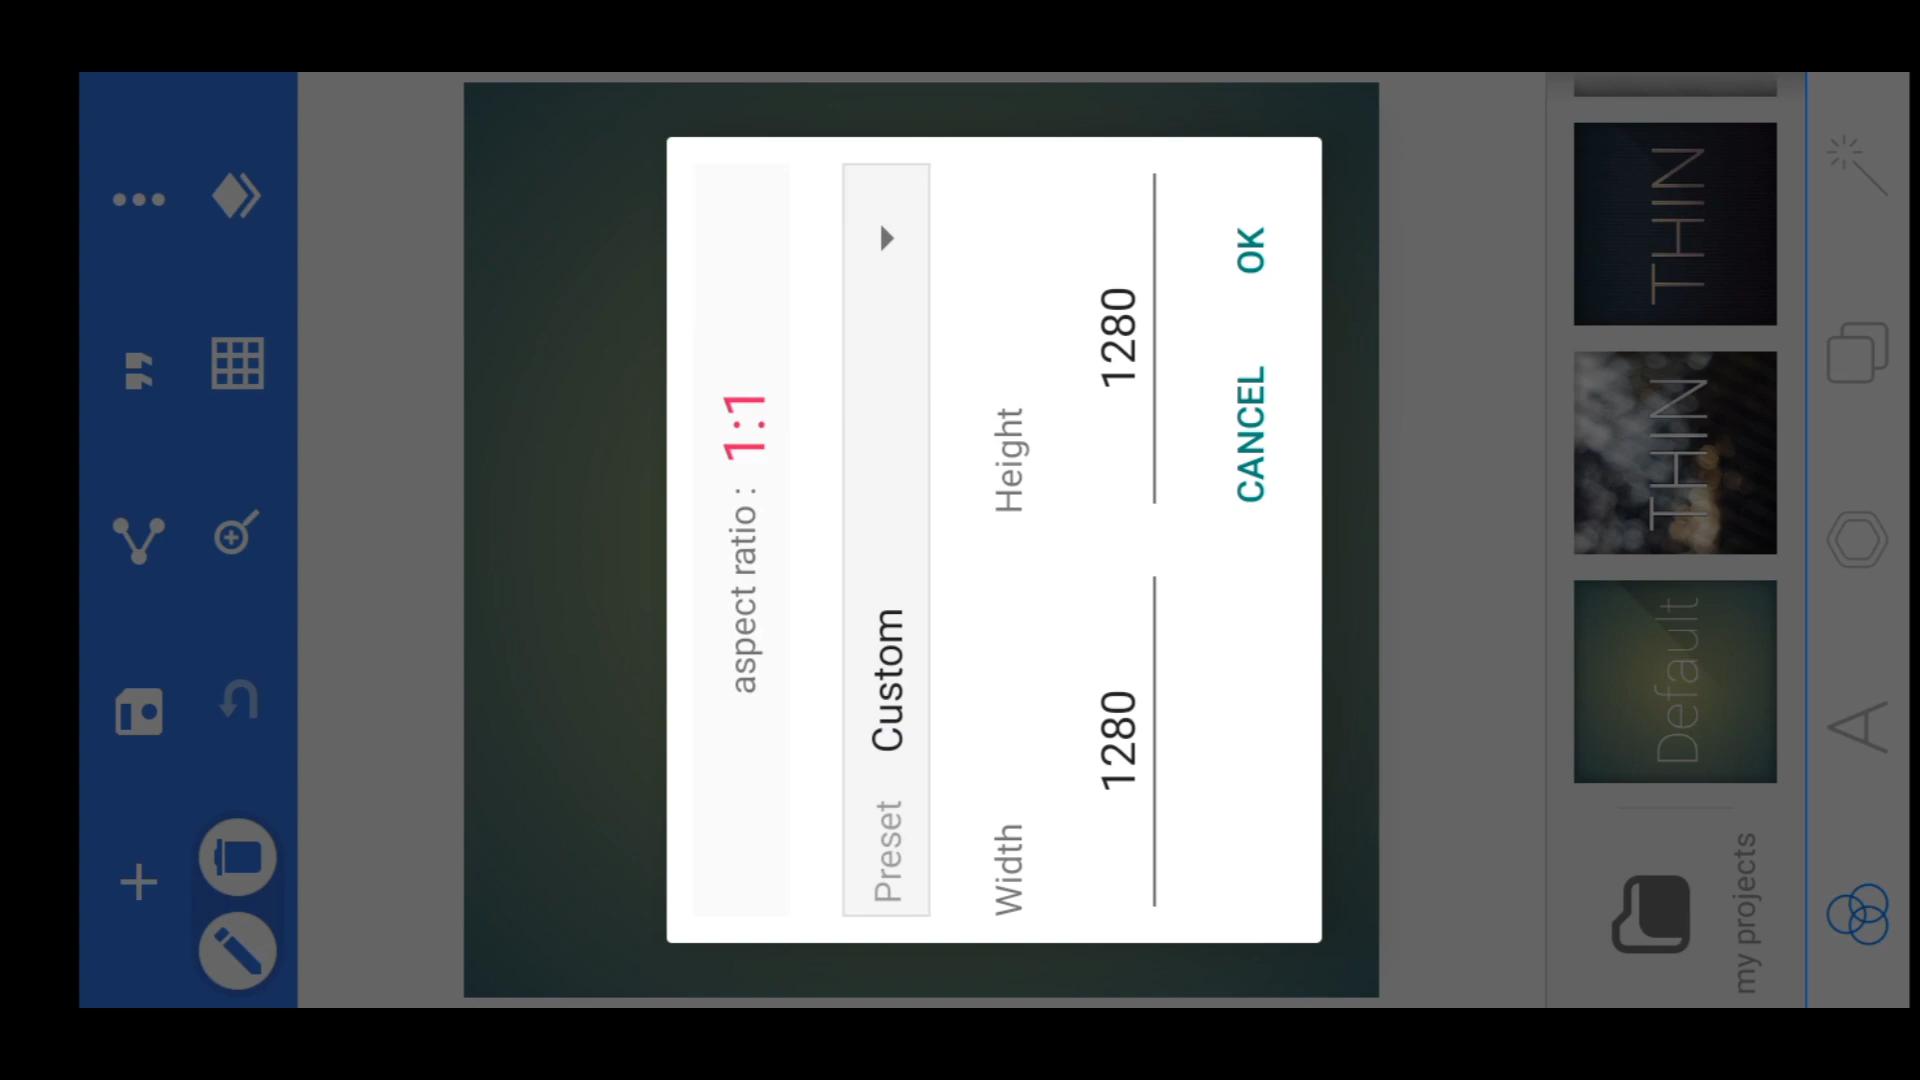 aspect ratio : 1:1
Preset Custom
Width Height
1280 1280
CANCEL OK
my projects
Default
THIN
THIN
A